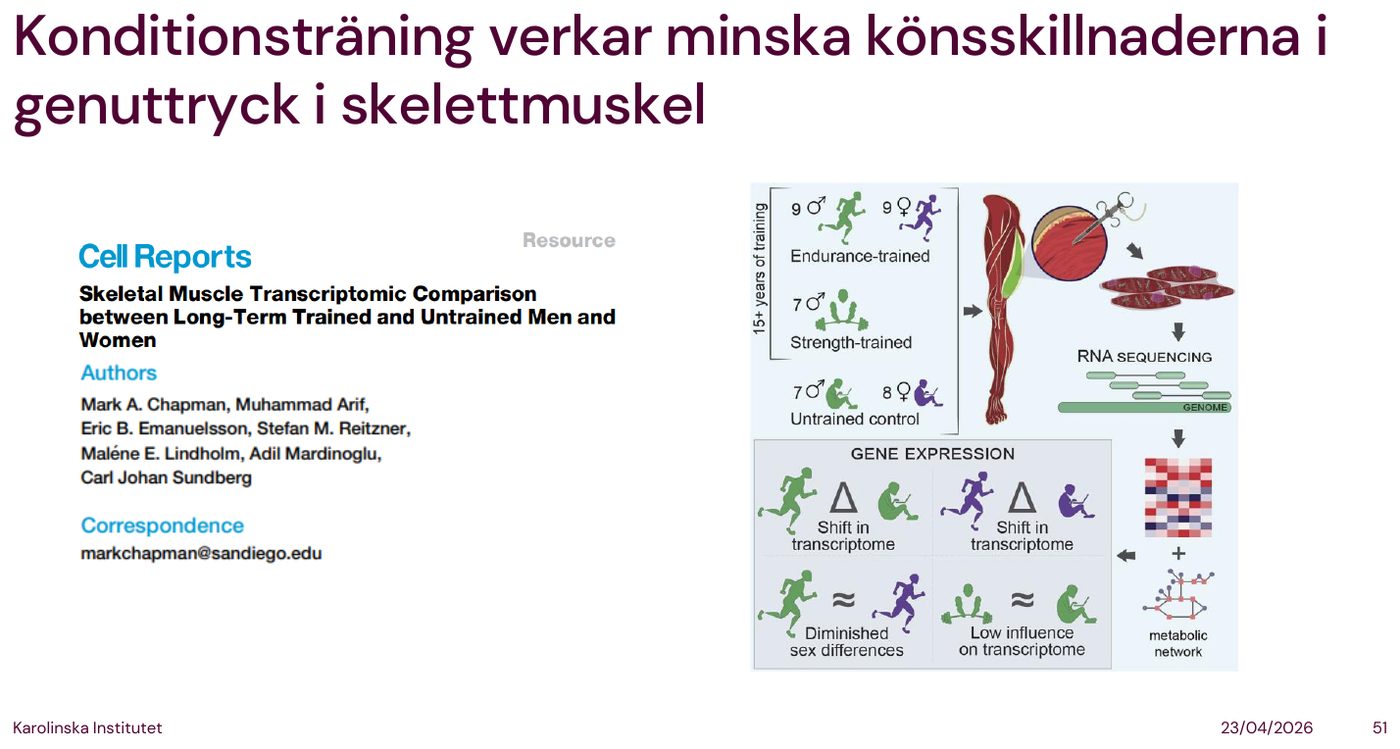 Konditionsträning verkar minska könsskillnaderna i
genuttryck i skelettmuskel
Resource
Cell Reports
Skeletal Muscle Transcriptomic Comparison
between Long-Term Trained and Untrained Men and
Women
Authors
Mark A. Chapman, Muhammad Arif,
Eric B. Emanuelsson, Stefan M. Reitzner,
Maléne E. Lindholm, Adil Mardinoglu,
Carl Johan Sundberg
Correspondence
markchapman@sandiego.edu
15+ years of training
9 ♂ 9 ♀
Endurance-trained
7 ♂
Strength-trained
7 ♂ 8 ♀
Untrained control
RNA SEQUENCING
GENOME
GENE EXPRESSION
Δ
Shift in
transcriptome
Δ
Shift in
transcriptome
≈
Diminished
sex differences
≈
Low influence
on transcriptome
+
metabolic
network
Karolinska Institutet
23/04/2026
51